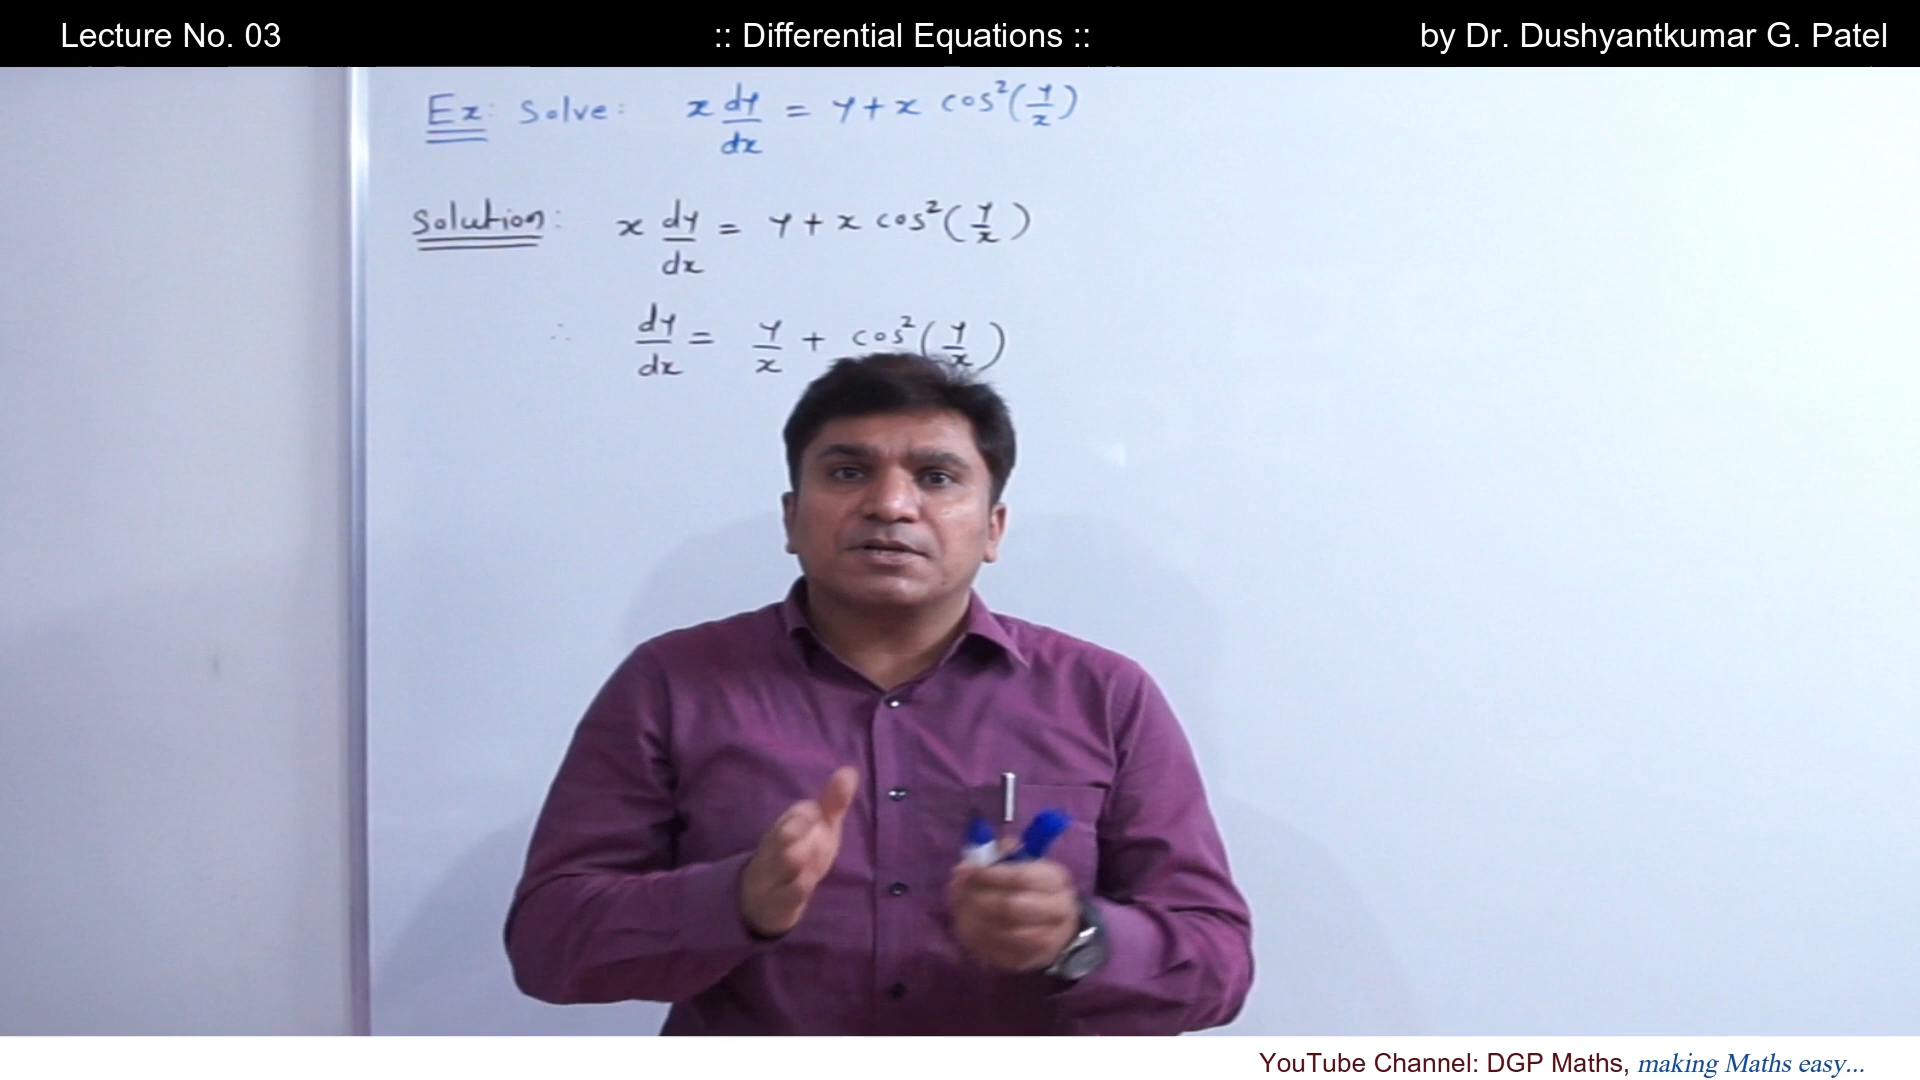 Lecture No. 03 :: Differential Equations :: by Dr. Dushyantkumar G. Patel
Ex: Solve: x dy/dx = y + x cos²(y/x)
Solution: x dy/dx = y + x cos²(y/x)
∴ dy/dx = y/x + cos²(y/x)
YouTube Channel: DGP Maths, making Maths easy...